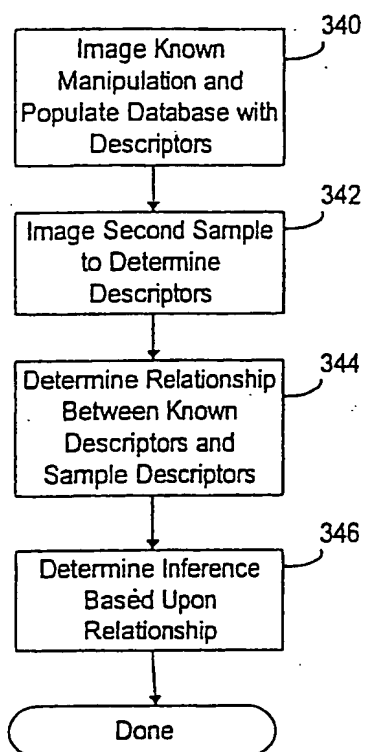 340
Image Known
Manipulation and
Populate Database with
Descriptors
342
Image Second Sample
to Determine
Descriptors
344
Determine Relationship
Between Known
Descriptors and
Sample Descriptors
346
Determine Inference
Based Upon
Relationship
Done